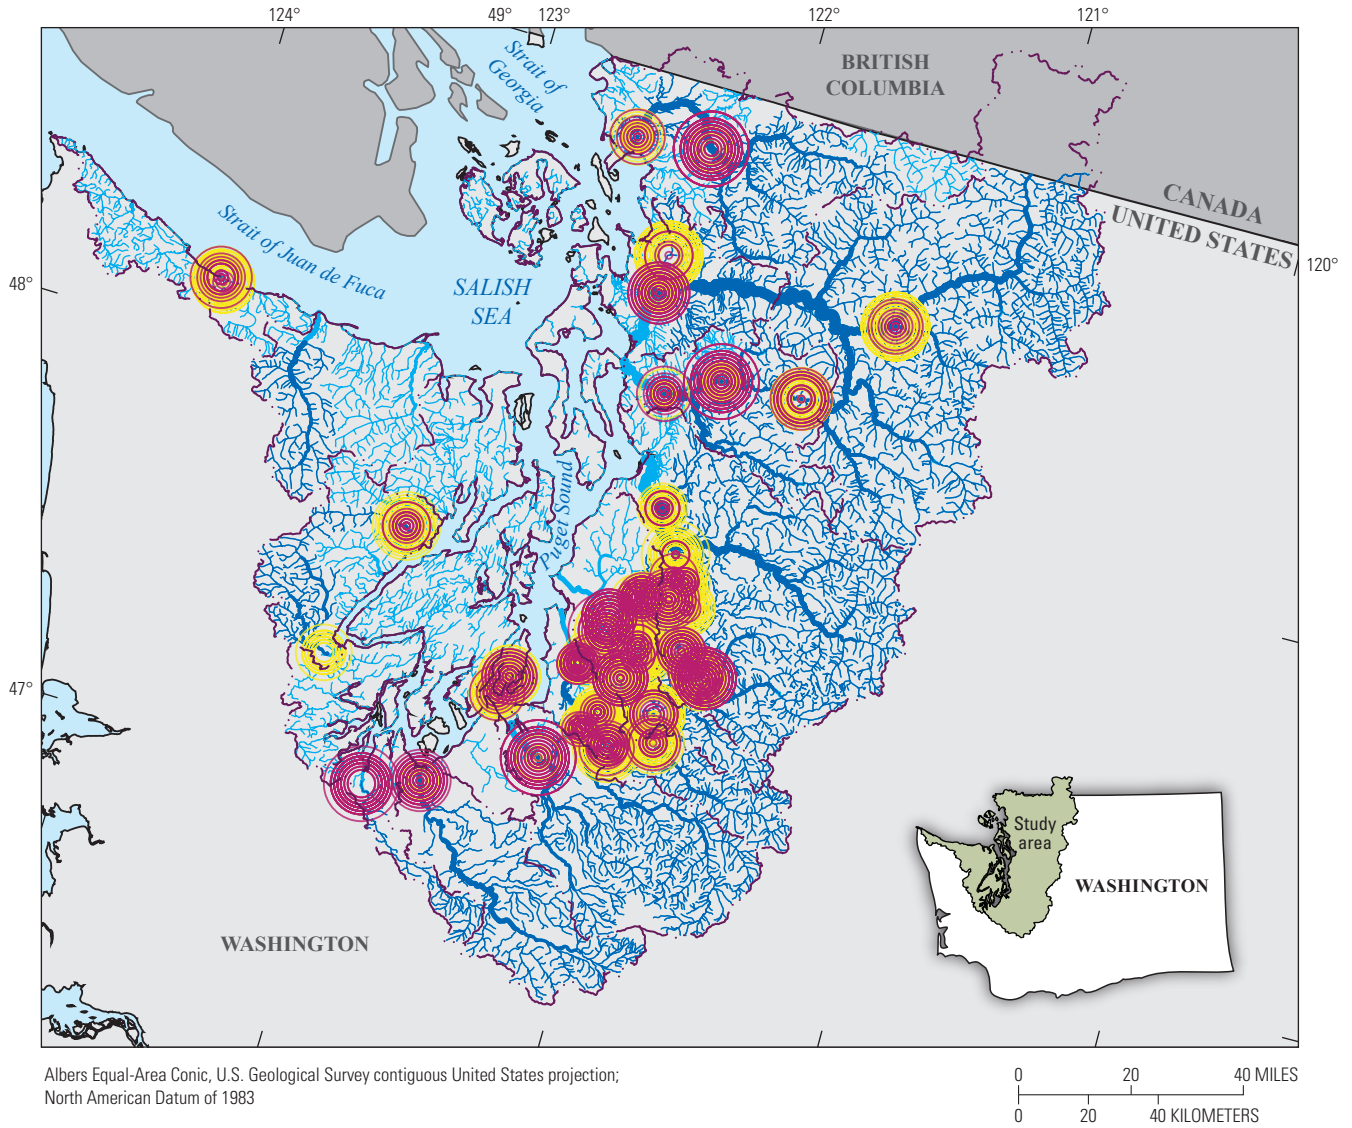 124°
49°
123°
122°
121°
Strait of
Georgia
BRITISH
COLUMBIA
CANADA
UNITED STATES
120°
Strait of Juan de Fuca
48°
SALISH
SEA
Puget Sound
47°
Study
area
WASHINGTON
WASHINGTON
Albers Equal-Area Conic, U.S. Geological Survey contiguous United States projection;
North American Datum of 1983
0 20 40 MILES
0 20 40 KILOMETERS